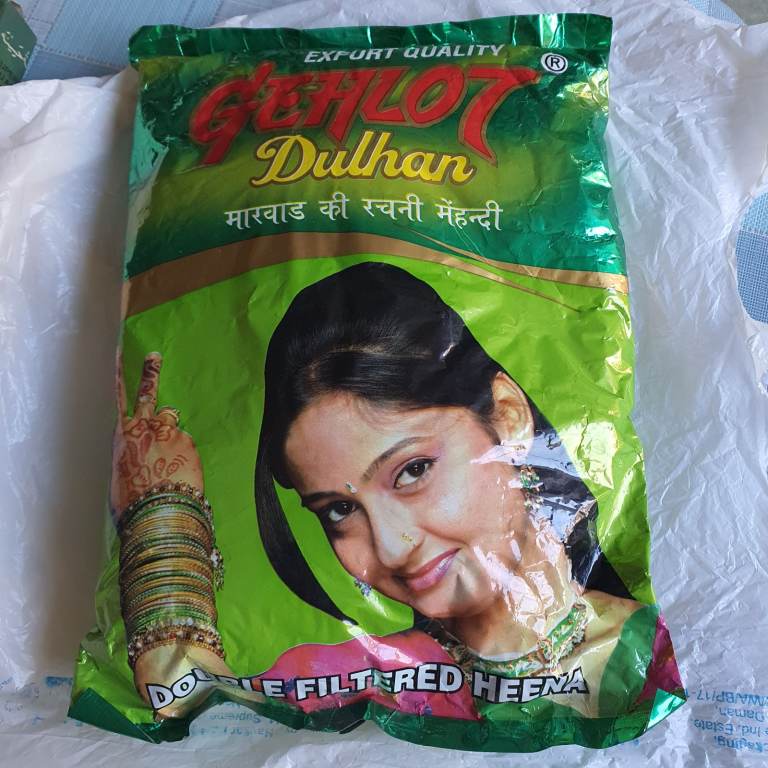 EXPORT QUALITY
GEHLOT ®
Dulhan
मारवाड की रचनी मेंहन्दी
DOUBLE FILTERED HEENA